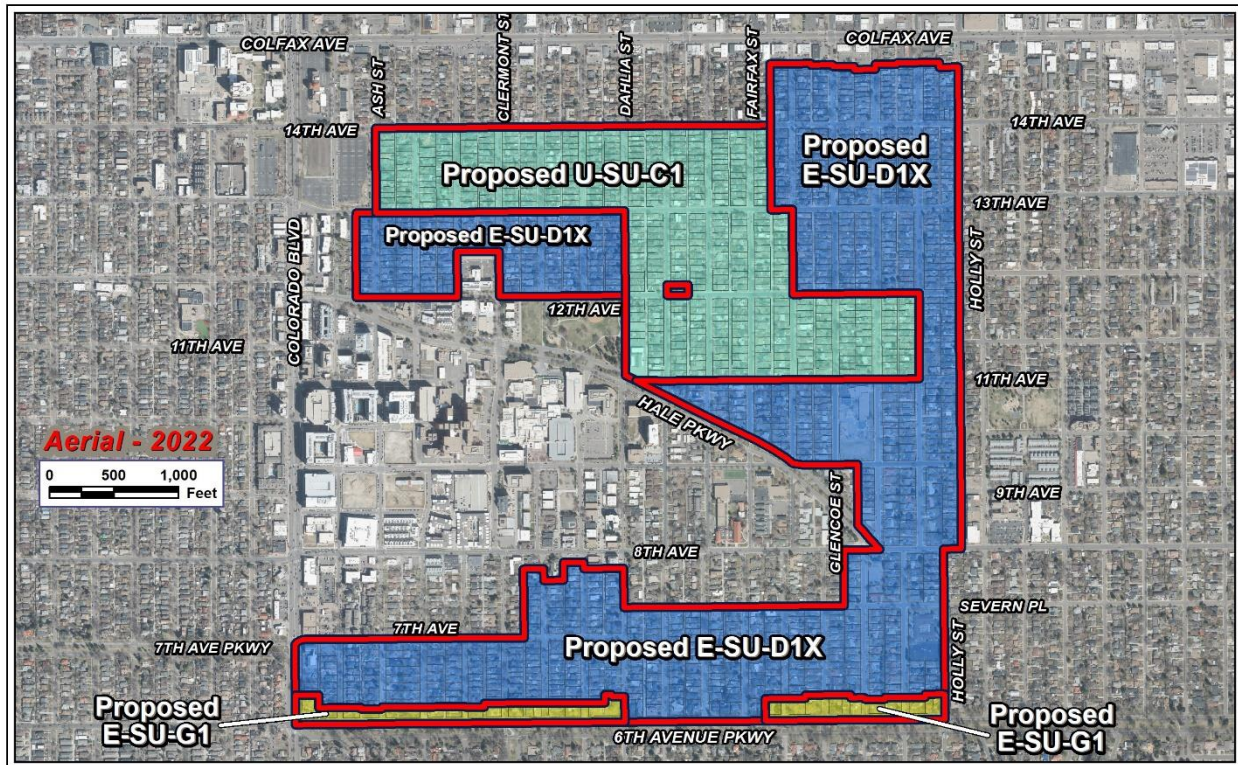 COLFAX AVE
CLERMONT ST
DAHLIA ST
FAIRFAX ST
COLFAX AVE
ASH ST
14TH AVE
14TH AVE
Proposed U-SU-C1
Proposed
E-SU-D1X
13TH AVE
Proposed E-SU-D1X
COLORADO BLVD
HOLLY ST
12TH AVE
11TH AVE
11TH AVE
HALE PKWY
Aerial - 2022
0 500 1,000
Feet
GLENCOE ST
9TH AVE
8TH AVE
SEVERN PL
7TH AVE
7TH AVE PKWY
Proposed E-SU-D1X
HOLLY ST
Proposed
E-SU-G1
6TH AVENUE PKWY
Proposed
E-SU-G1